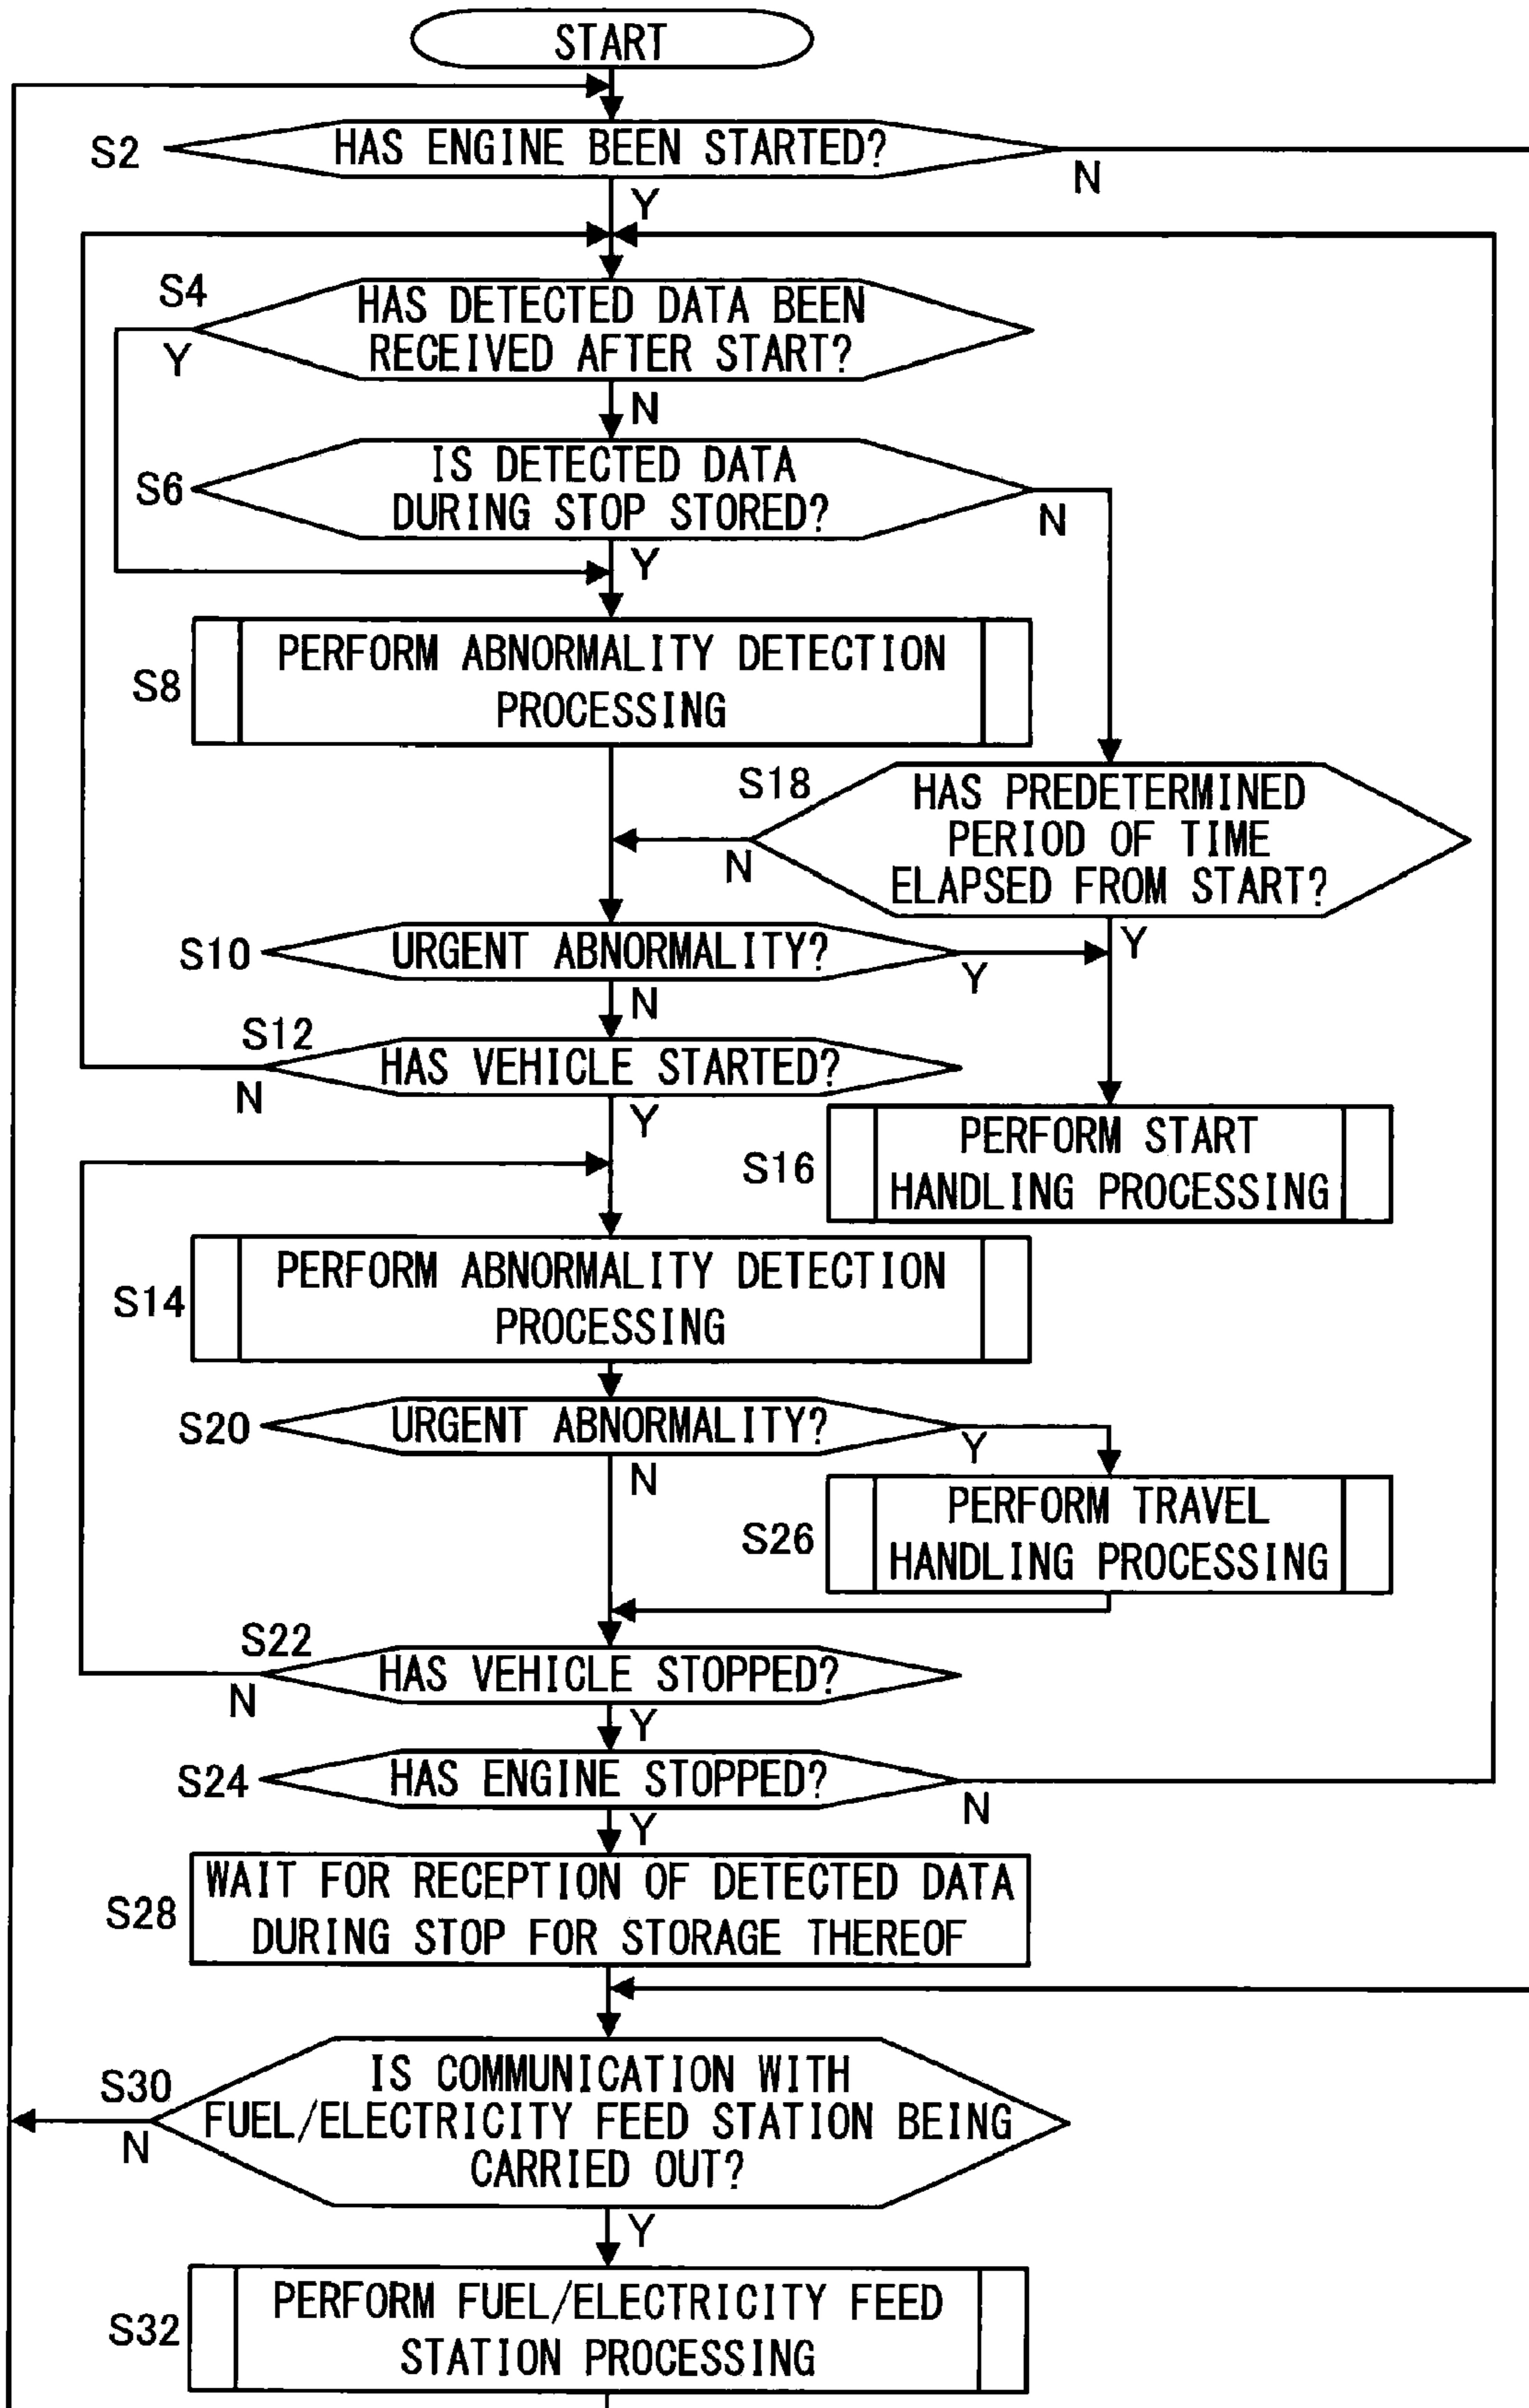 START
S2
HAS ENGINE BEEN STARTED?
N
Y
S4
HAS DETECTED DATA BEEN
RECEIVED AFTER START?
Y
N
S6
IS DETECTED DATA
DURING STOP STORED?
N
Y
S8
PERFORM ABNORMALITY DETECTION
PROCESSING
S18
HAS PREDETERMINED
PERIOD OF TIME
ELAPSED FROM START?
N
Y
S10
URGENT ABNORMALITY?
Y
N
S12
HAS VEHICLE STARTED?
N
Y
S16
PERFORM START
HANDLING PROCESSING
S14
PERFORM ABNORMALITY DETECTION
PROCESSING
S20
URGENT ABNORMALITY?
Y
N
S26
PERFORM TRAVEL
HANDLING PROCESSING
S22
HAS VEHICLE STOPPED?
N
Y
S24
HAS ENGINE STOPPED?
N
Y
S28
WAIT FOR RECEPTION OF DETECTED DATA
DURING STOP FOR STORAGE THEREOF
S30
IS COMMUNICATION WITH
FUEL/ELECTRICITY FEED STATION BEING
CARRIED OUT?
N
Y
S32
PERFORM FUEL/ELECTRICITY FEED
STATION PROCESSING